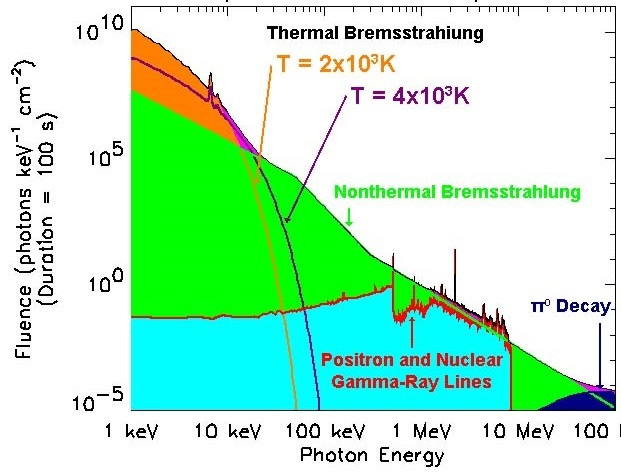 10¹⁰
Thermal Bremsstrahlung
T = 2x10³K
T = 4x10³K
10⁵
Nonthermal Bremsstrahlung
Fluence (photons keV⁻¹ cm⁻²)
(Duration = 100 s)
10⁰
π⁰ Decay
Positron and Nuclear
Gamma-Ray Lines
10⁻⁵
1 keV 10 keV 100 keV 1 MeV 10 MeV 100
Photon Energy